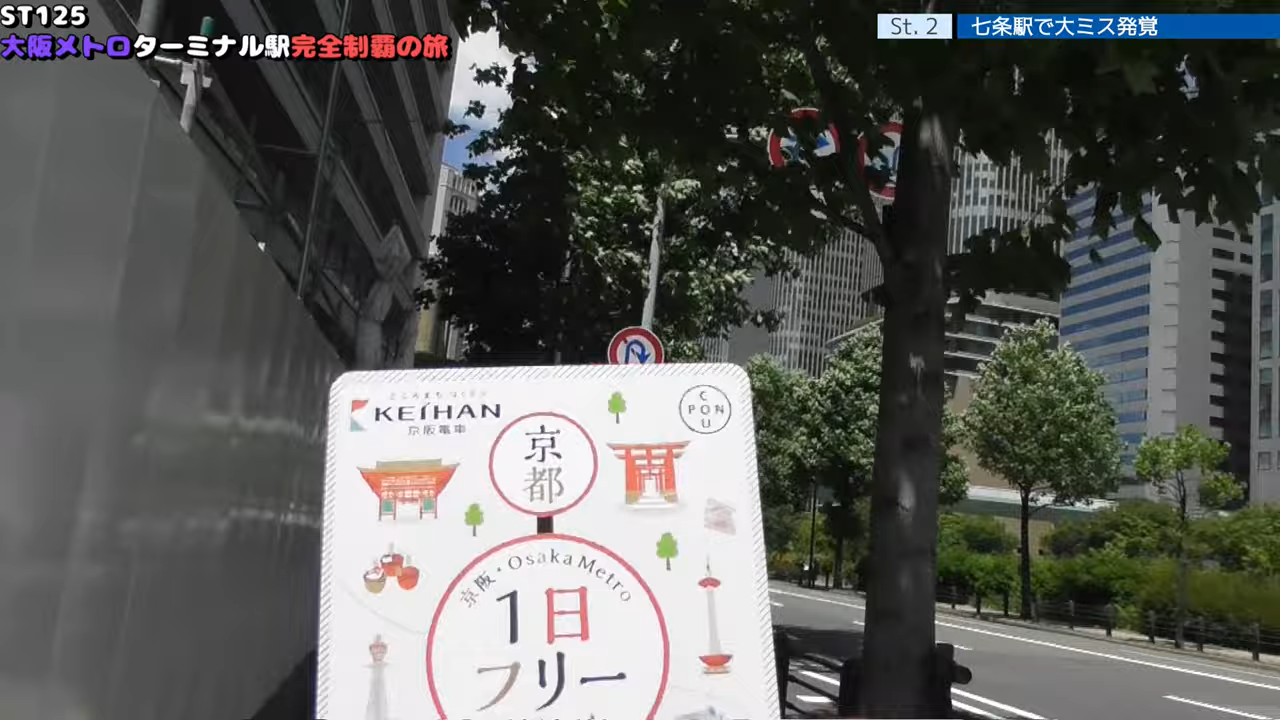 ST125
大阪メトロターミナル駅完全制覇の旅
St. 2
七条駅で大ミス発覚
KEIHAN
京阪電車
COUPON
京都
京阪・Osaka Metro
1日
フリー